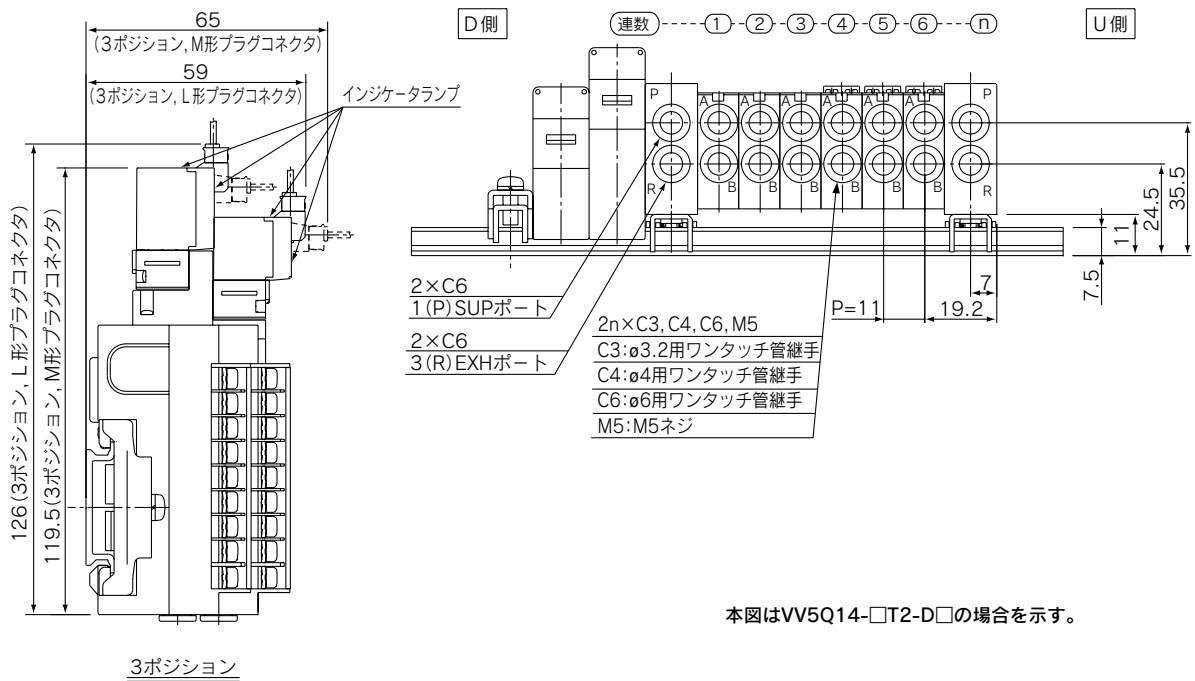 65
(3ポジション, M形プラグコネクタ)
59
(3ポジション, L形プラグコネクタ)
インジケータランプ
126(3ポジション, L形プラグコネクタ)
119.5(3ポジション, M形プラグコネクタ)
3ポジション
D側
連数
1
2
3
4
5
6
n
U側
P
A
A
A
A
A
A
P
R
B
B
B
B
B
B
R
35.5
24.5
11
7.5
7
P=11
19.2
2×C6
1(P)SUPポート
2×C6
3(R)EXHポート
2n×C3, C4, C6, M5
C3:ø3.2用ワンタッチ管継手
C4:ø4用ワンタッチ管継手
C6:ø6用ワンタッチ管継手
M5:M5ネジ
本図はVV5Q14-□T2-D□の場合を示す。